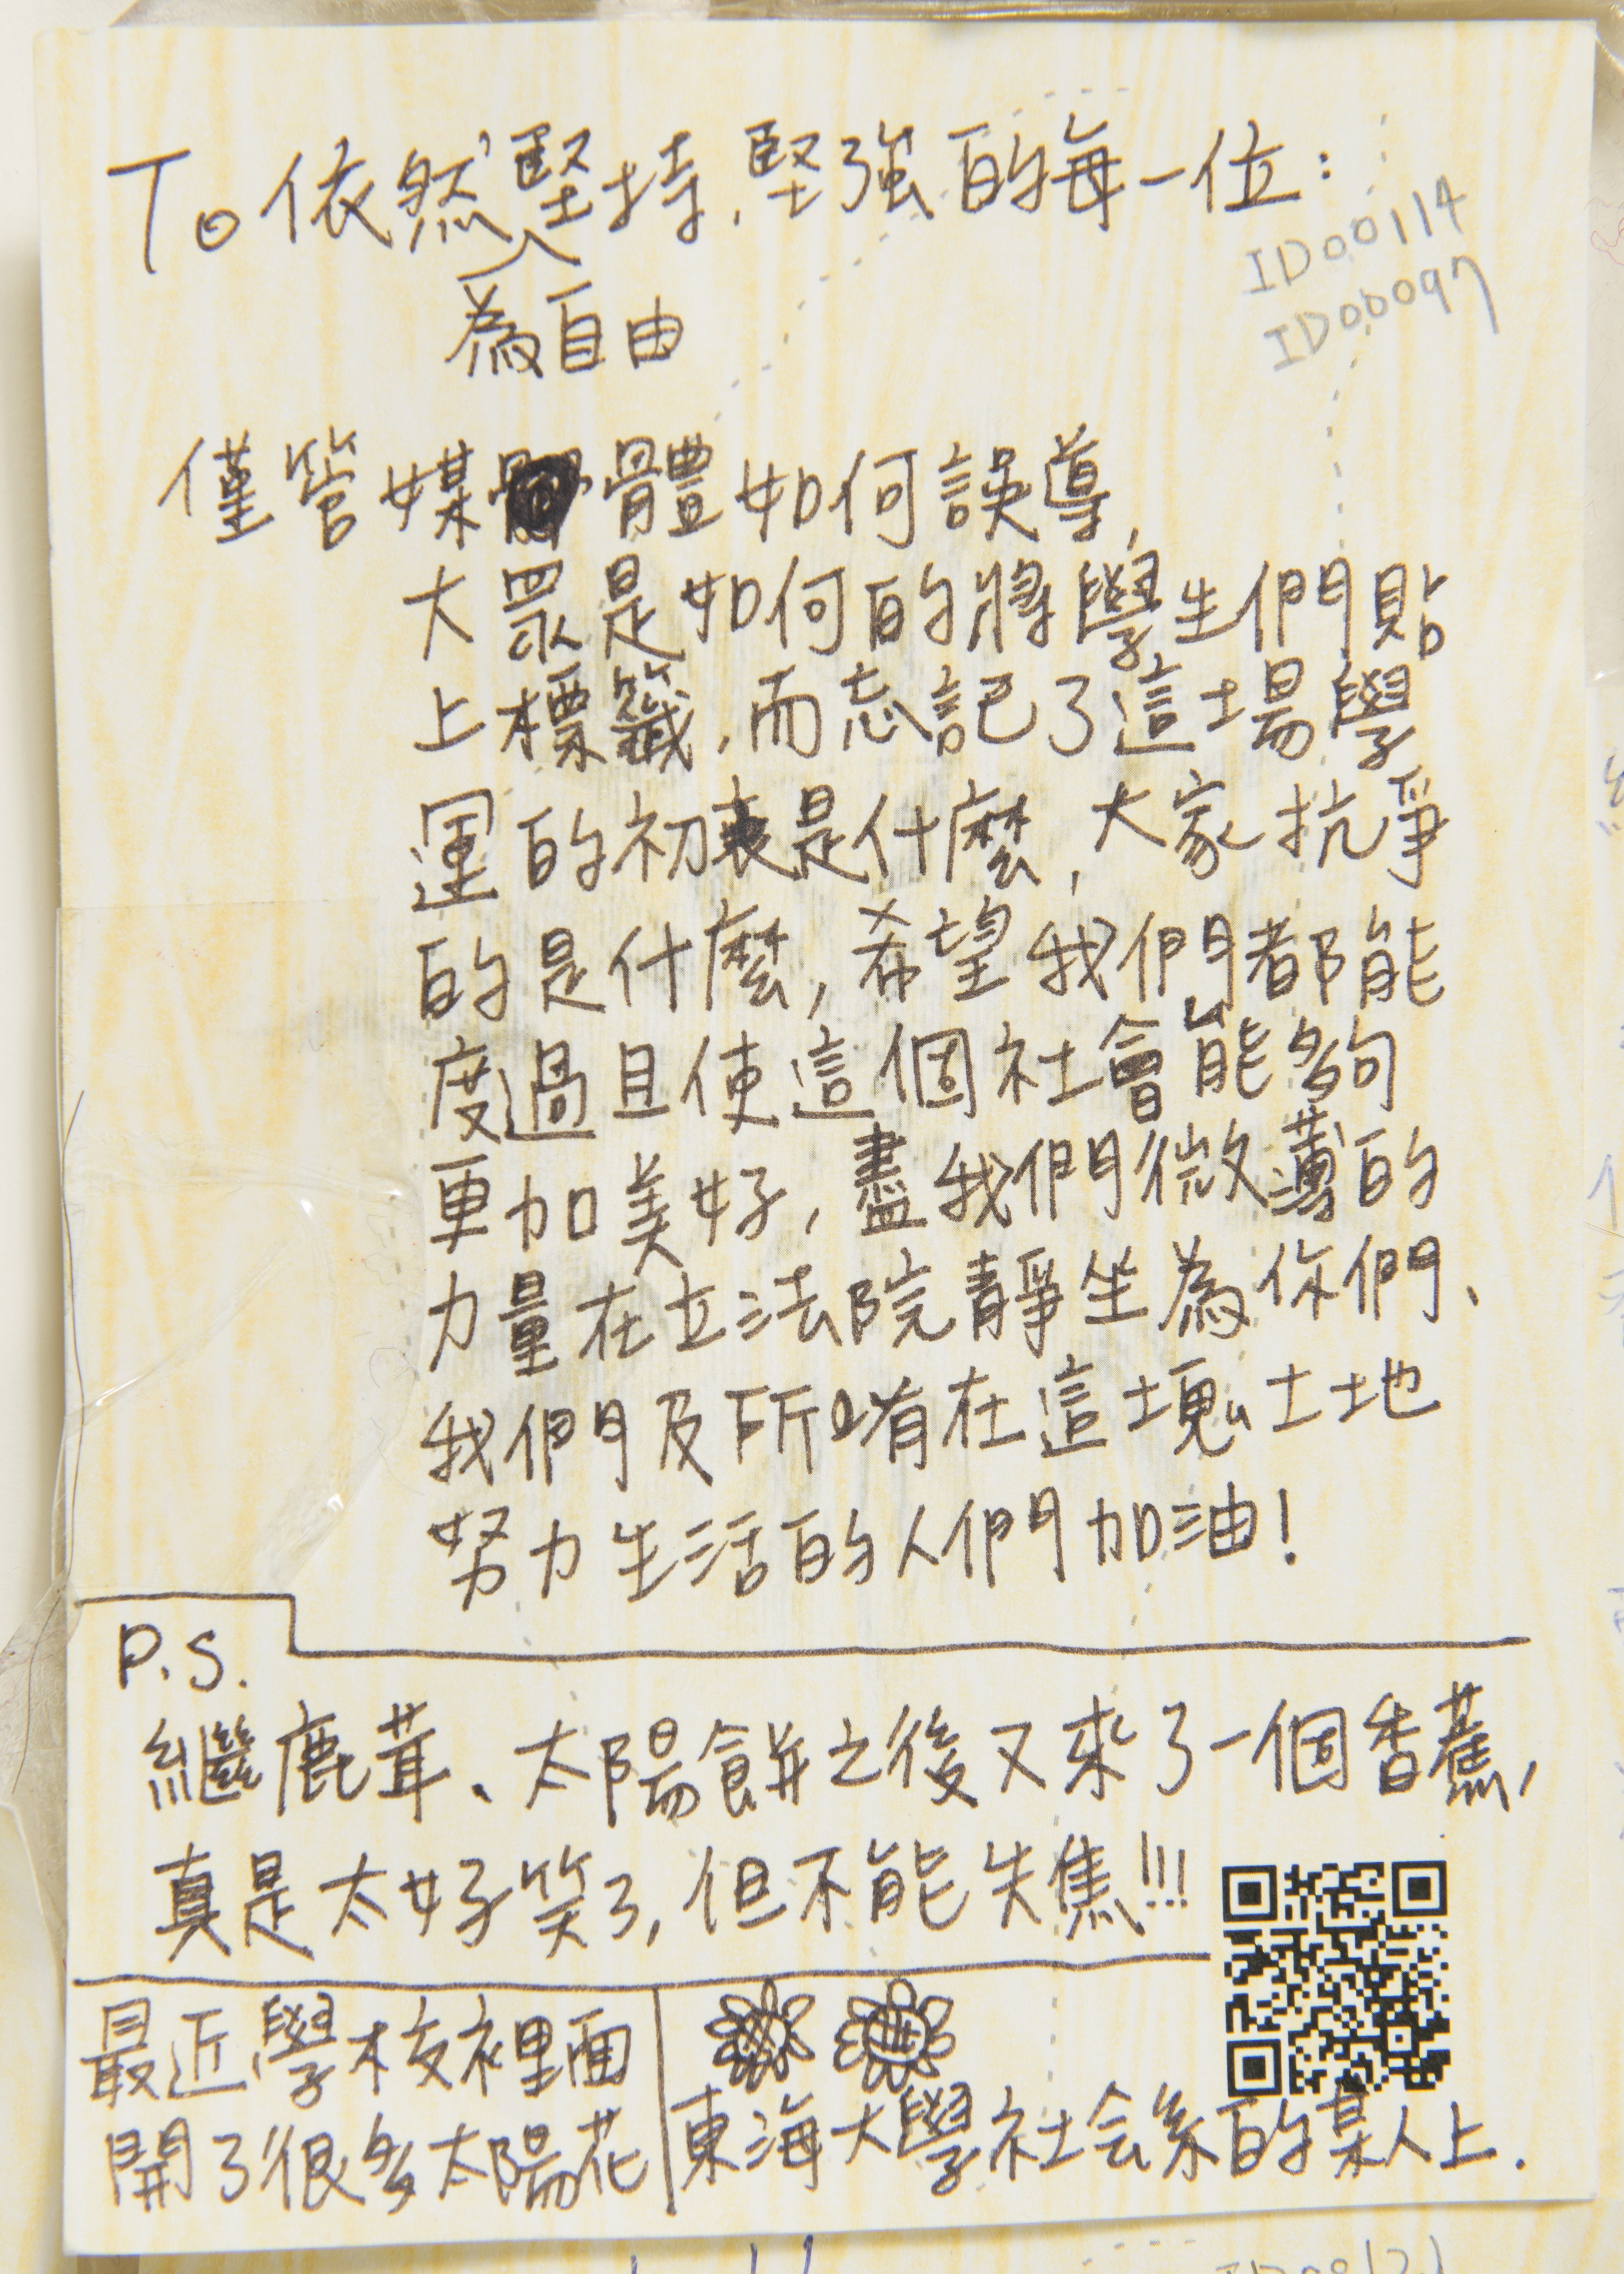 To 依然為自由堅持，堅強的每一位：
ID00114
ID00097
僅管媒體如何誤導，
大眾是如何的將學生們貼
上標籤，而忘記了這場學
運的初衷是什麼，大家抗爭
的是什麼，希望我們都能
度過且使這個社會能夠
更加美好，盡我們微薄的
力量在立法院靜坐為你們、
我們及所有在這塊土地
努力生活的人們加油！
P.S.
繼鹿茸、太陽餅之後又來了一個香蕉，
真是太好笑了，但不能失焦!!!
最近學校裡面
開了很多太陽花
東海大學社会系的某人上.